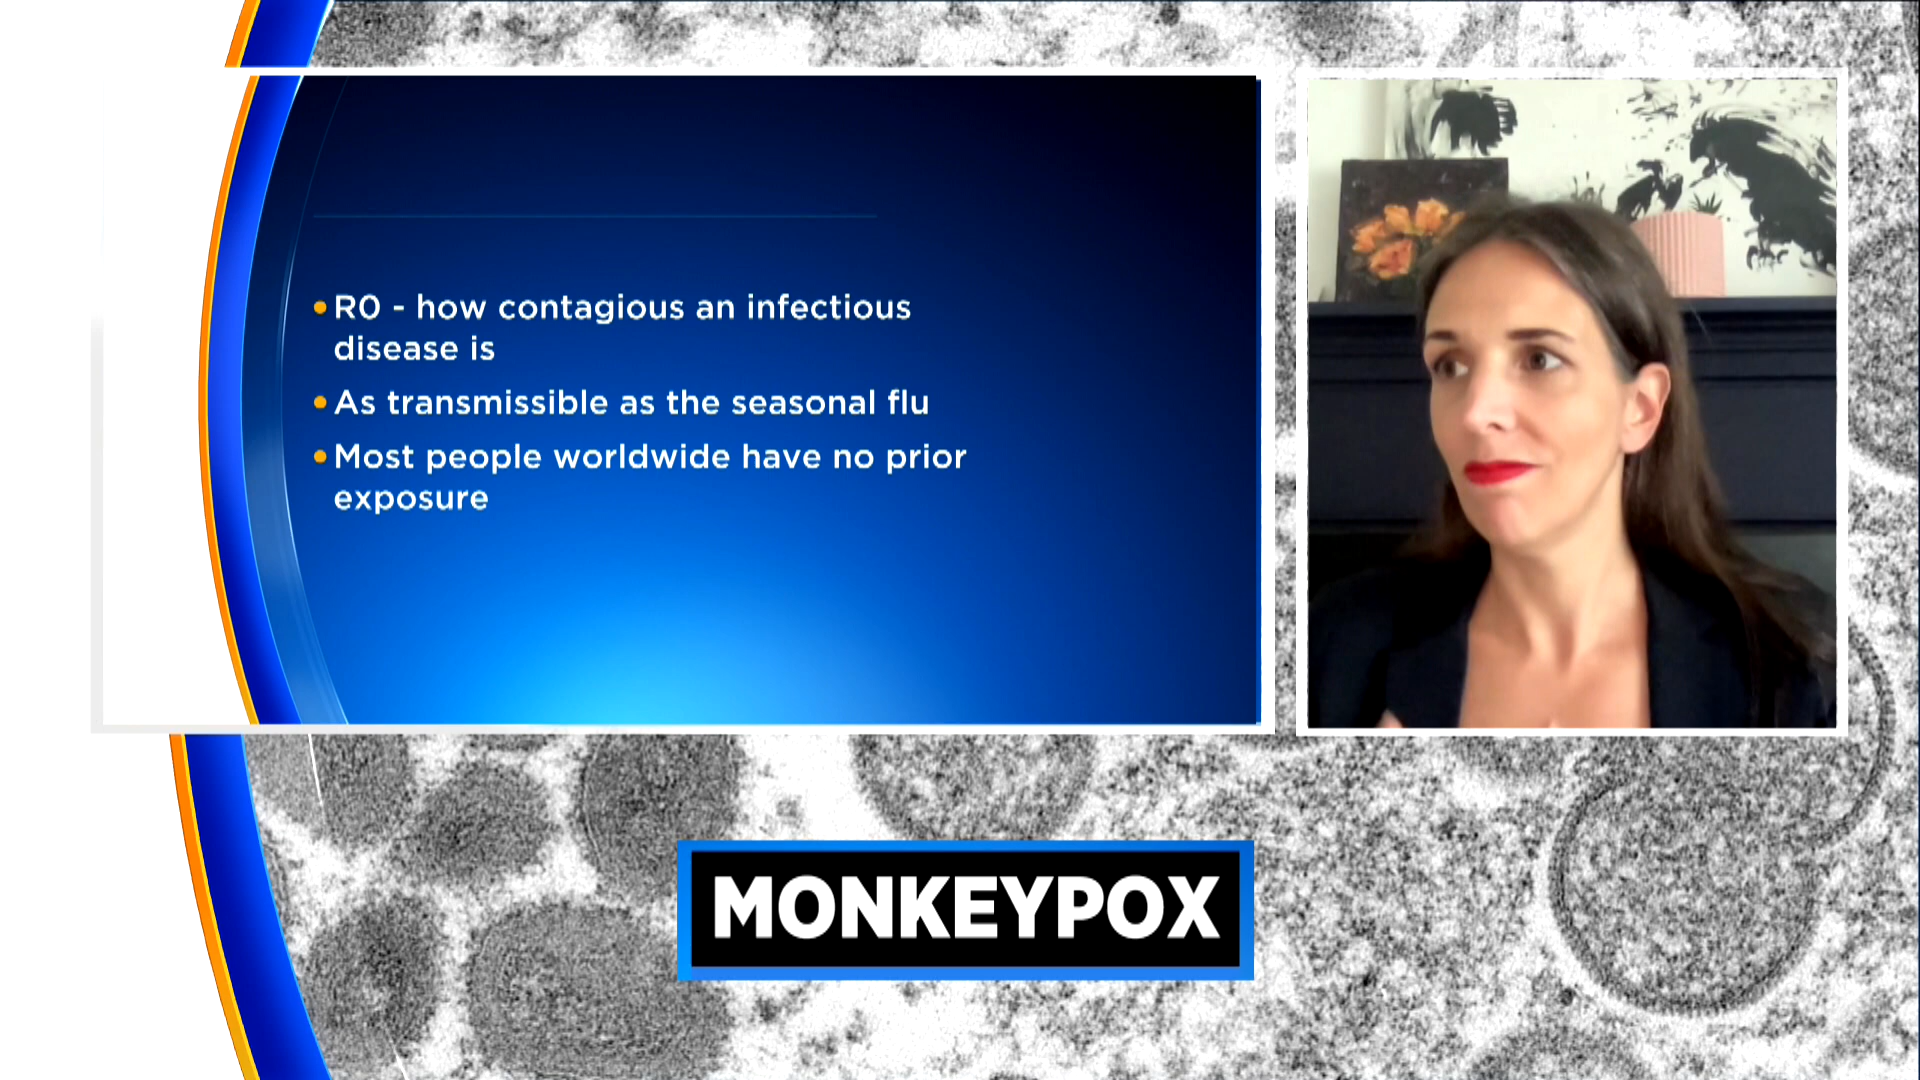 R0 - how contagious an infectious
disease is
As transmissible as the seasonal flu
Most people worldwide have no prior
exposure
MONKEYPOX